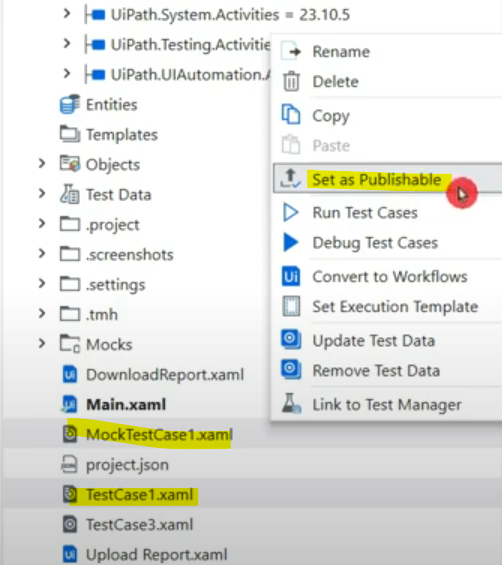 UiPath.System.Activities = 23.10.5
UiPath.Testing.Activitie
UiPath.UIAutomation.
Entities
Templates
Objects
Test Data
.project
.screenshots
.settings
.tmh
Mocks
DownloadReport.xaml
Main.xaml
MockTestCase1.xaml
project.json
TestCase1.xaml
TestCase3.xaml
Upload Report.xaml
Rename
Delete
Copy
Paste
Set as Publishable
Run Test Cases
Debug Test Cases
Convert to Workflows
Set Execution Template
Update Test Data
Remove Test Data
Link to Test Manager